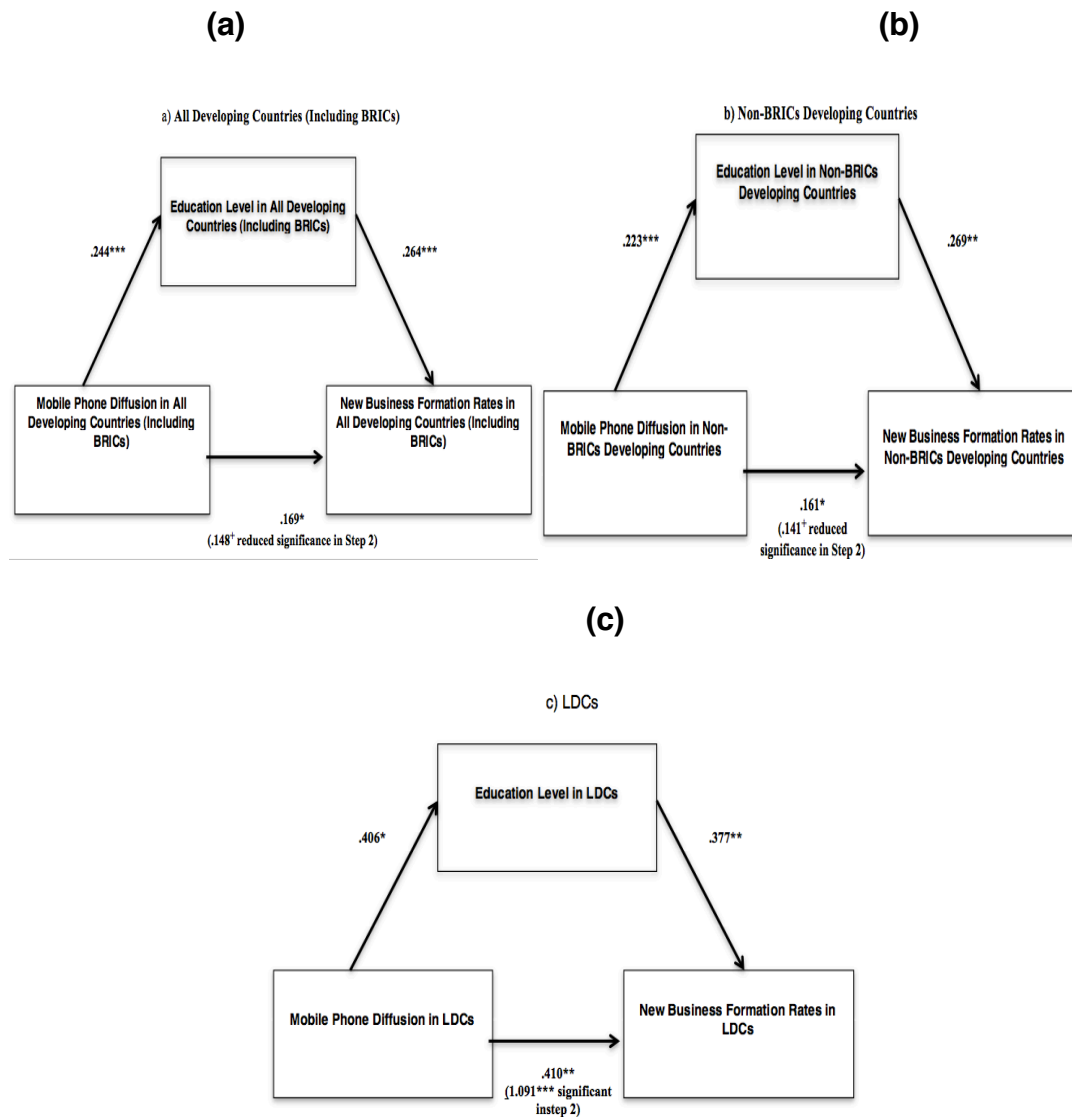 (a)
(b)
a) All Developing Countries (Including BRICs)
b) Non-BRICs Developing Countries
Education Level in All Developing
Countries (Including BRICs)
Education Level in Non-BRICs
Developing Countries
.244***
.264***
.223***
.269**
Mobile Phone Diffusion in All
Developing Countries (Including
BRICs)
New Business Formation Rates in
All Developing Countries (Including
BRICs)
Mobile Phone Diffusion in Non-
BRICs Developing Countries
New Business Formation Rates in
Non-BRICs Developing Countries
.169*
(.148+ reduced significance in Step 2)
.161*
(.141+ reduced
significance in Step 2)
(c)
c) LDCs
Education Level in LDCs
.406*
.377**
Mobile Phone Diffusion in LDCs
New Business Formation Rates in
LDCs
.410**
(1.091*** significant
instep 2)